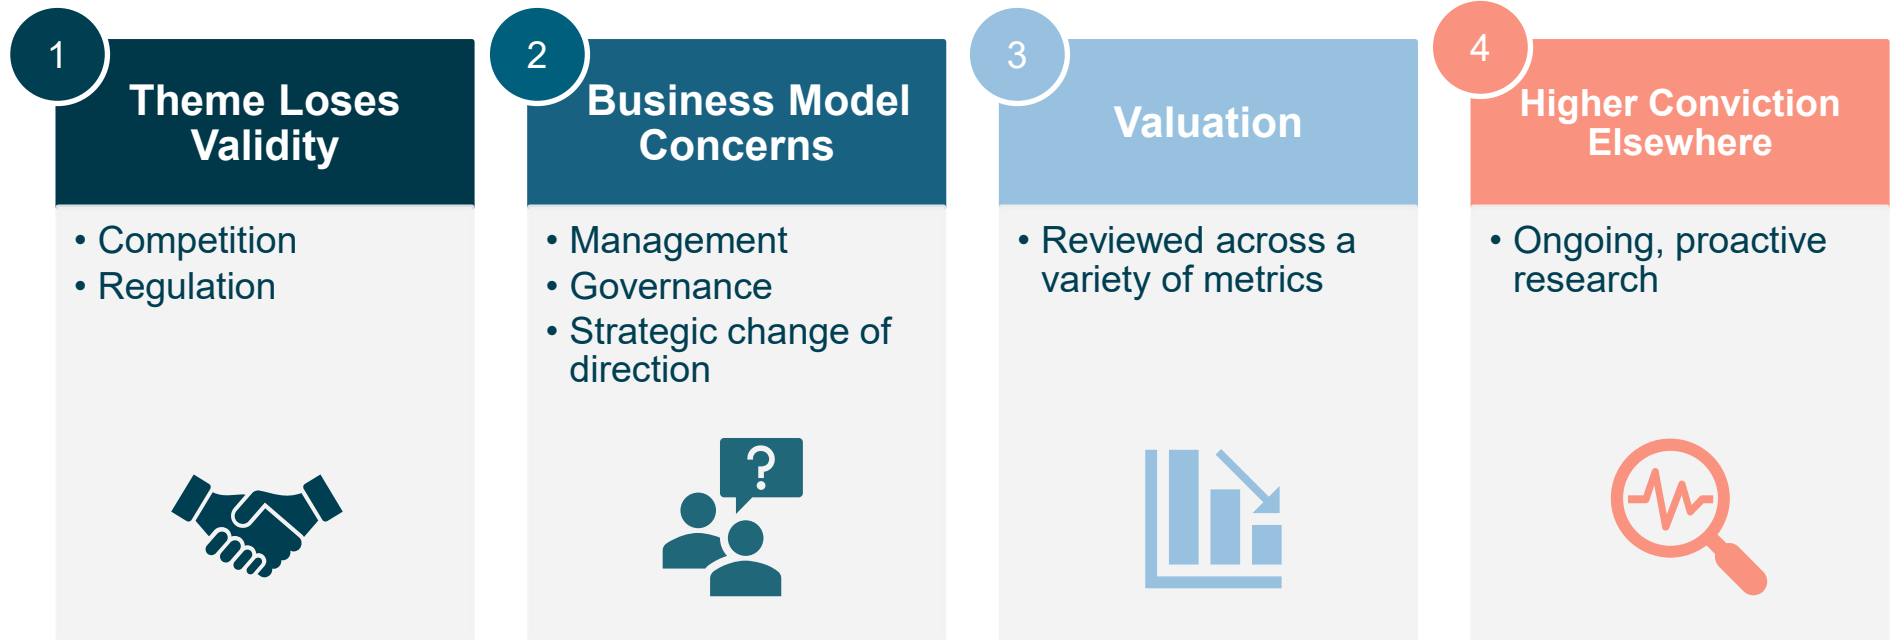 1
Theme Loses
Validity
• Competition
• Regulation
2
Business Model
Concerns
• Management
• Governance
• Strategic change of
direction
?
3
Valuation
• Reviewed across a
variety of metrics
4
Higher Conviction
Elsewhere
• Ongoing, proactive
research